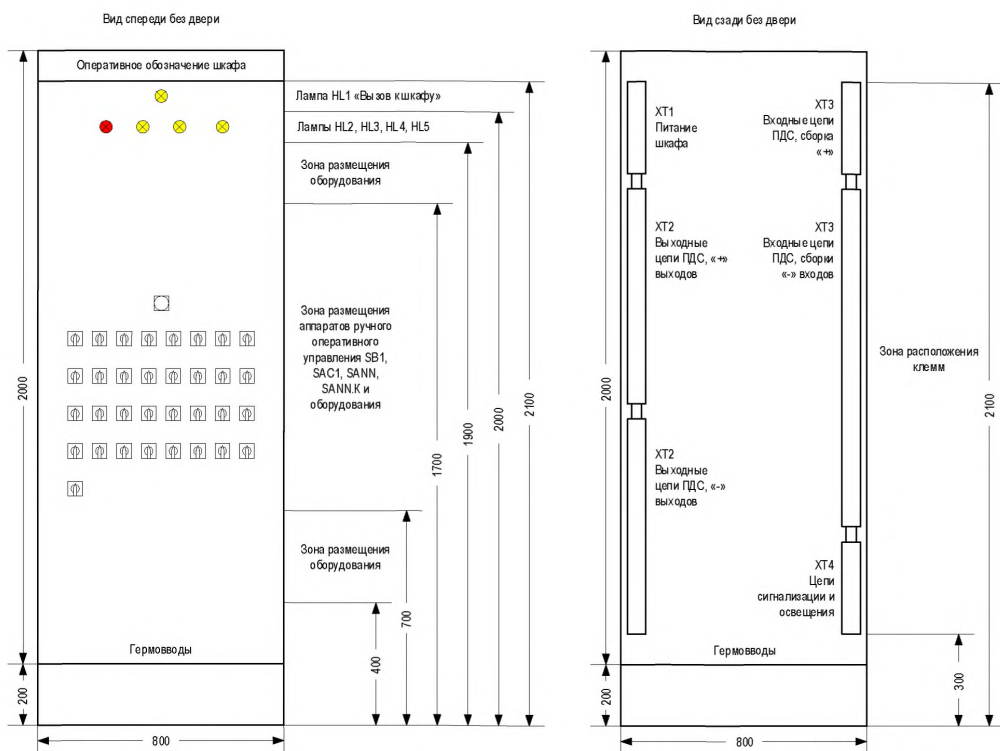 Вид спереди без двери
Оперативное обозначение шкафа
Лампа HL1 «Вызов к шкафу»
Лампы HL2, HL3, HL4, HL5
Зона размещения
оборудования
Зона размещения
аппаратов ручного
оперативного
управления SB1,
SAC1, SANN,
SANN.K и
оборудования
Зона размещения
оборудования
Гермовводы
2000
200
800
400
700
1700
1900
2000
2100
Вид сзади без двери
XT1
Питание
шкафа
XT3
Входные цепи
ПДС, сборка
«+»
XT2
Выходные
цепи ПДС, «+»
выходов
XT3
Входные цепи
ПДС, сборки
«-» входов
XT2
Выходные
цепи ПДС, «-»
выходов
XT4
Цепи
сигнализации и
освещения
Зона расположения
клемм
Гермовводы
2000
200
800
300
2100